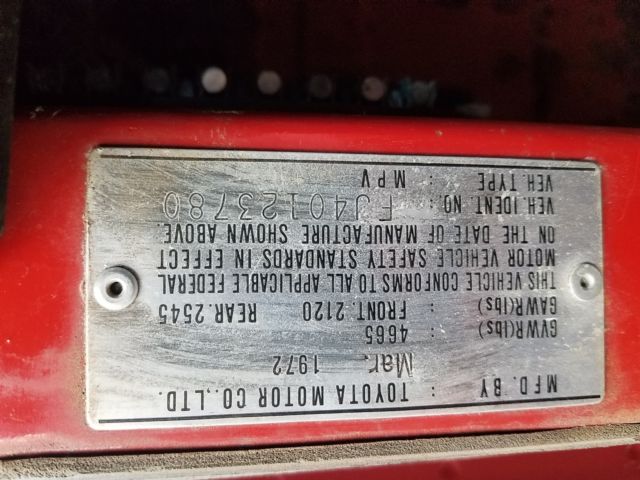 MFD. BY : TOYOTA MOTOR CO.,LTD.
Mar. 1972
GVWR(lbs) : 4665
GAWR(lbs) : FRONT.2120 REAR.2545
THIS VEHICLE CONFORMS TO ALL APPLICABLE FEDERAL
MOTOR VEHICLE SAFETY STANDARDS IN EFFECT
ON THE DATE OF MANUFACTURE SHOWN ABOVE.
VEH. IDENT. NO.: FJ40123780
VEH. TYPE : MPV